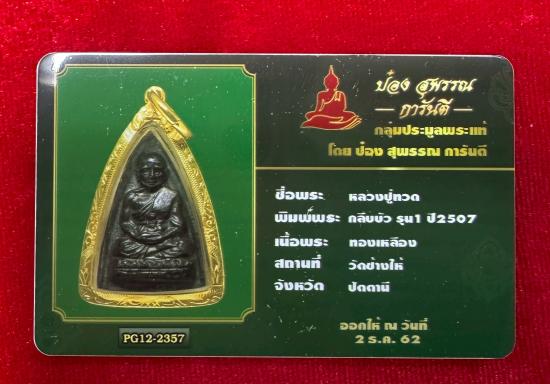 ป๋อง สุพรรณ
— การันตี —
กลุ่มประมูลพระแท้
โดย ป๋อง สุพรรณ การันตี
ชื่อพระ หลวงปู่ทวด
พิมพ์พระ กลีบบัว รุ่น1 ปี2507
เนื้อพระ ทองเหลือง
สถานที่ วัดช้างให้
จังหวัด ปัตตานี
ออกให้ ณ วันที่
2 ธ.ค. 62
PG12-2357